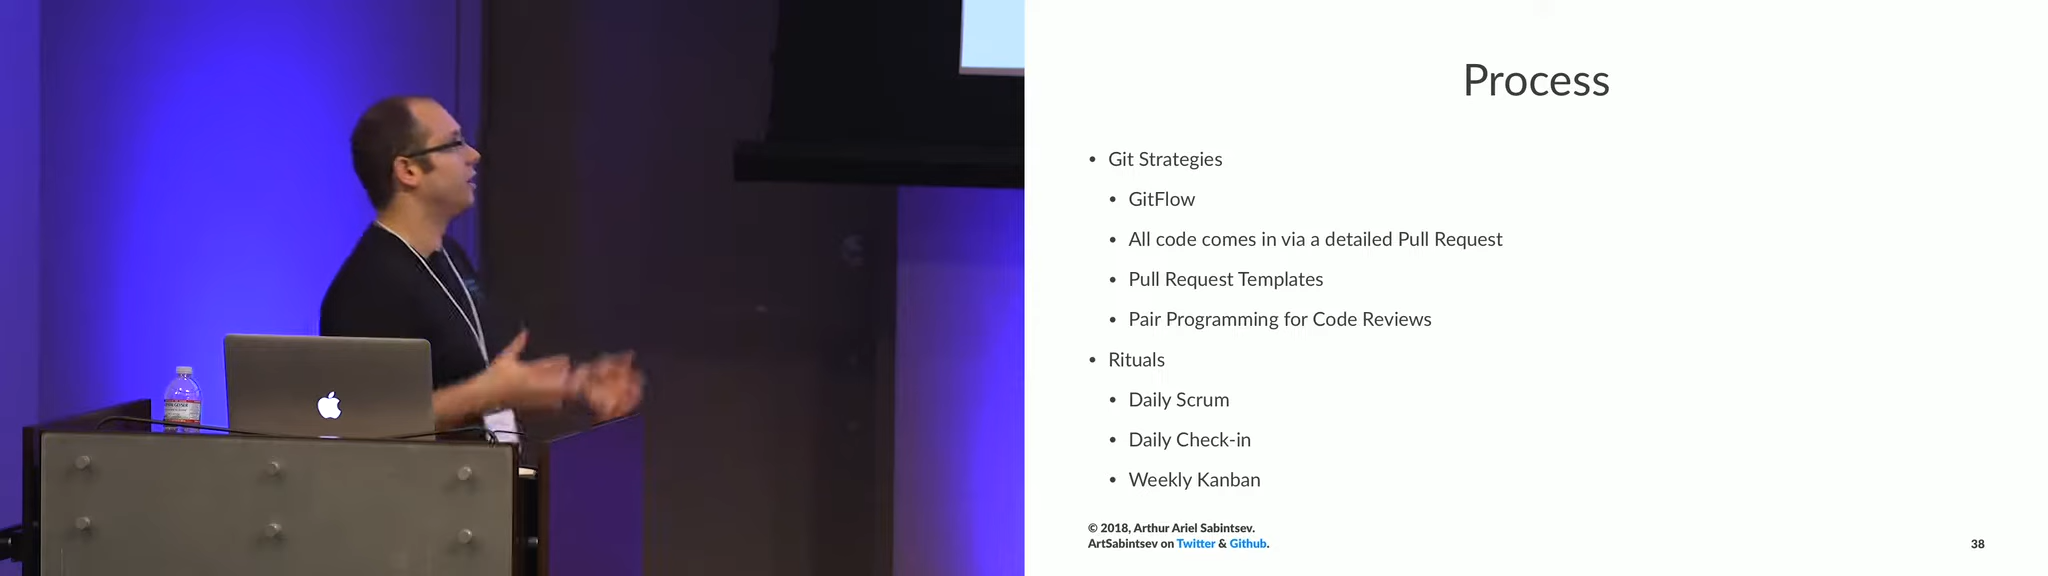 Process
• Git Strategies
• GitFlow
• All code comes in via a detailed Pull Request
• Pull Request Templates
• Pair Programming for Code Reviews
• Rituals
• Daily Scrum
• Daily Check-in
• Weekly Kanban
© 2018, Arthur Ariel Sabintsev.
ArtSabintsev on Twitter & Github.
38